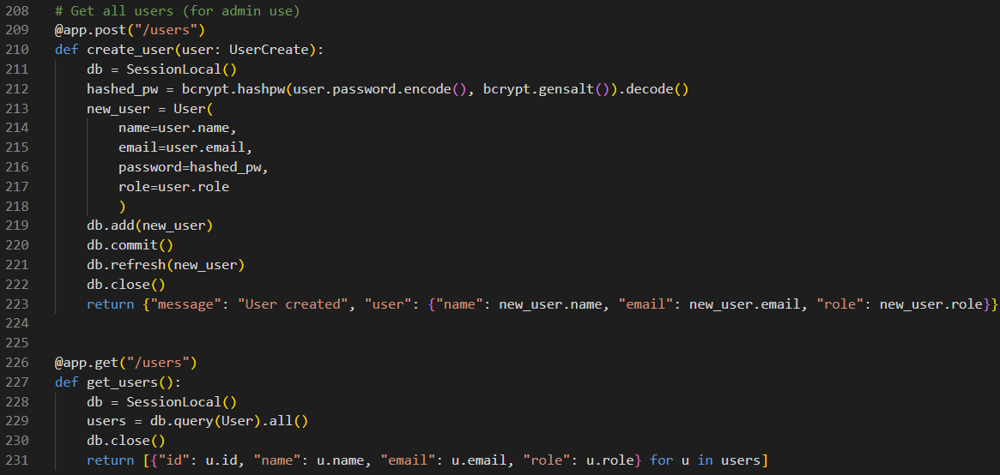 208 # Get all users (for admin use)
209 @app.post("/users")
210 def create_user(user: UserCreate):
211     db = SessionLocal()
212     hashed_pw = bcrypt.hashpw(user.password.encode(), bcrypt.gensalt()).decode()
213     new_user = User(
214         name=user.name,
215         email=user.email,
216         password=hashed_pw,
217         role=user.role
218         )
219     db.add(new_user)
220     db.commit()
221     db.refresh(new_user)
222     db.close()
223     return {"message": "User created", "user": {"name": new_user.name, "email": new_user.email, "role": new_user.role}}
224
225
226 @app.get("/users")
227 def get_users():
228     db = SessionLocal()
229     users = db.query(User).all()
230     db.close()
231     return [{"id": u.id, "name": u.name, "email": u.email, "role": u.role} for u in users]